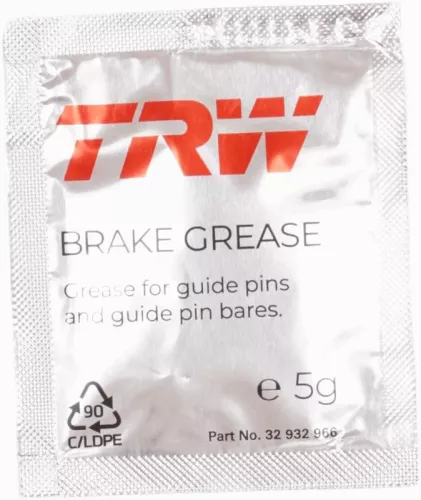 TRW
BRAKE GREASE
Grease for guide pins
and guide pin bares.
℮ 5g
90
C/LDPE
Part No. 32 932 966